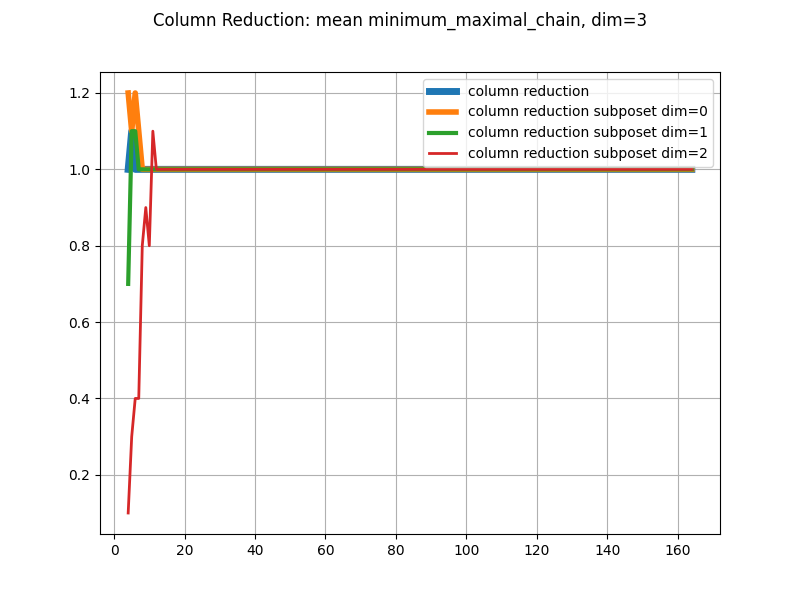 Column Reduction: mean minimum_maximal_chain, dim=3
column reduction
column reduction subposet dim=0
column reduction subposet dim=1
column reduction subposet dim=2
1.2
1.0
0.8
0.6
0.4
0.2
0 20 40 60 80 100 120 140 160